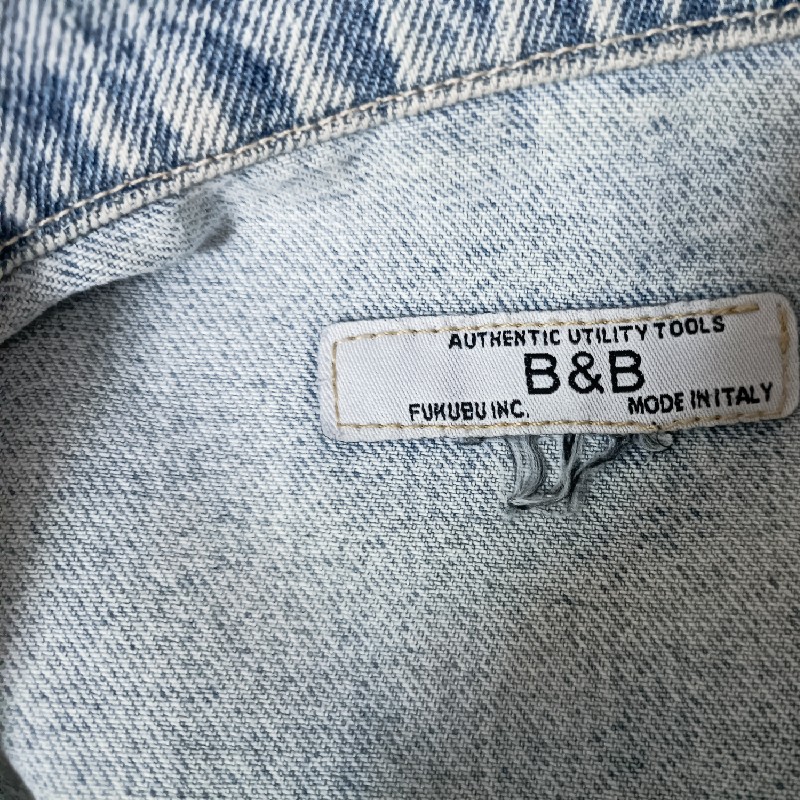 AUTHENTIC UTILITY TOOLS
B&B
FUKUBU INC. MODE IN ITALY